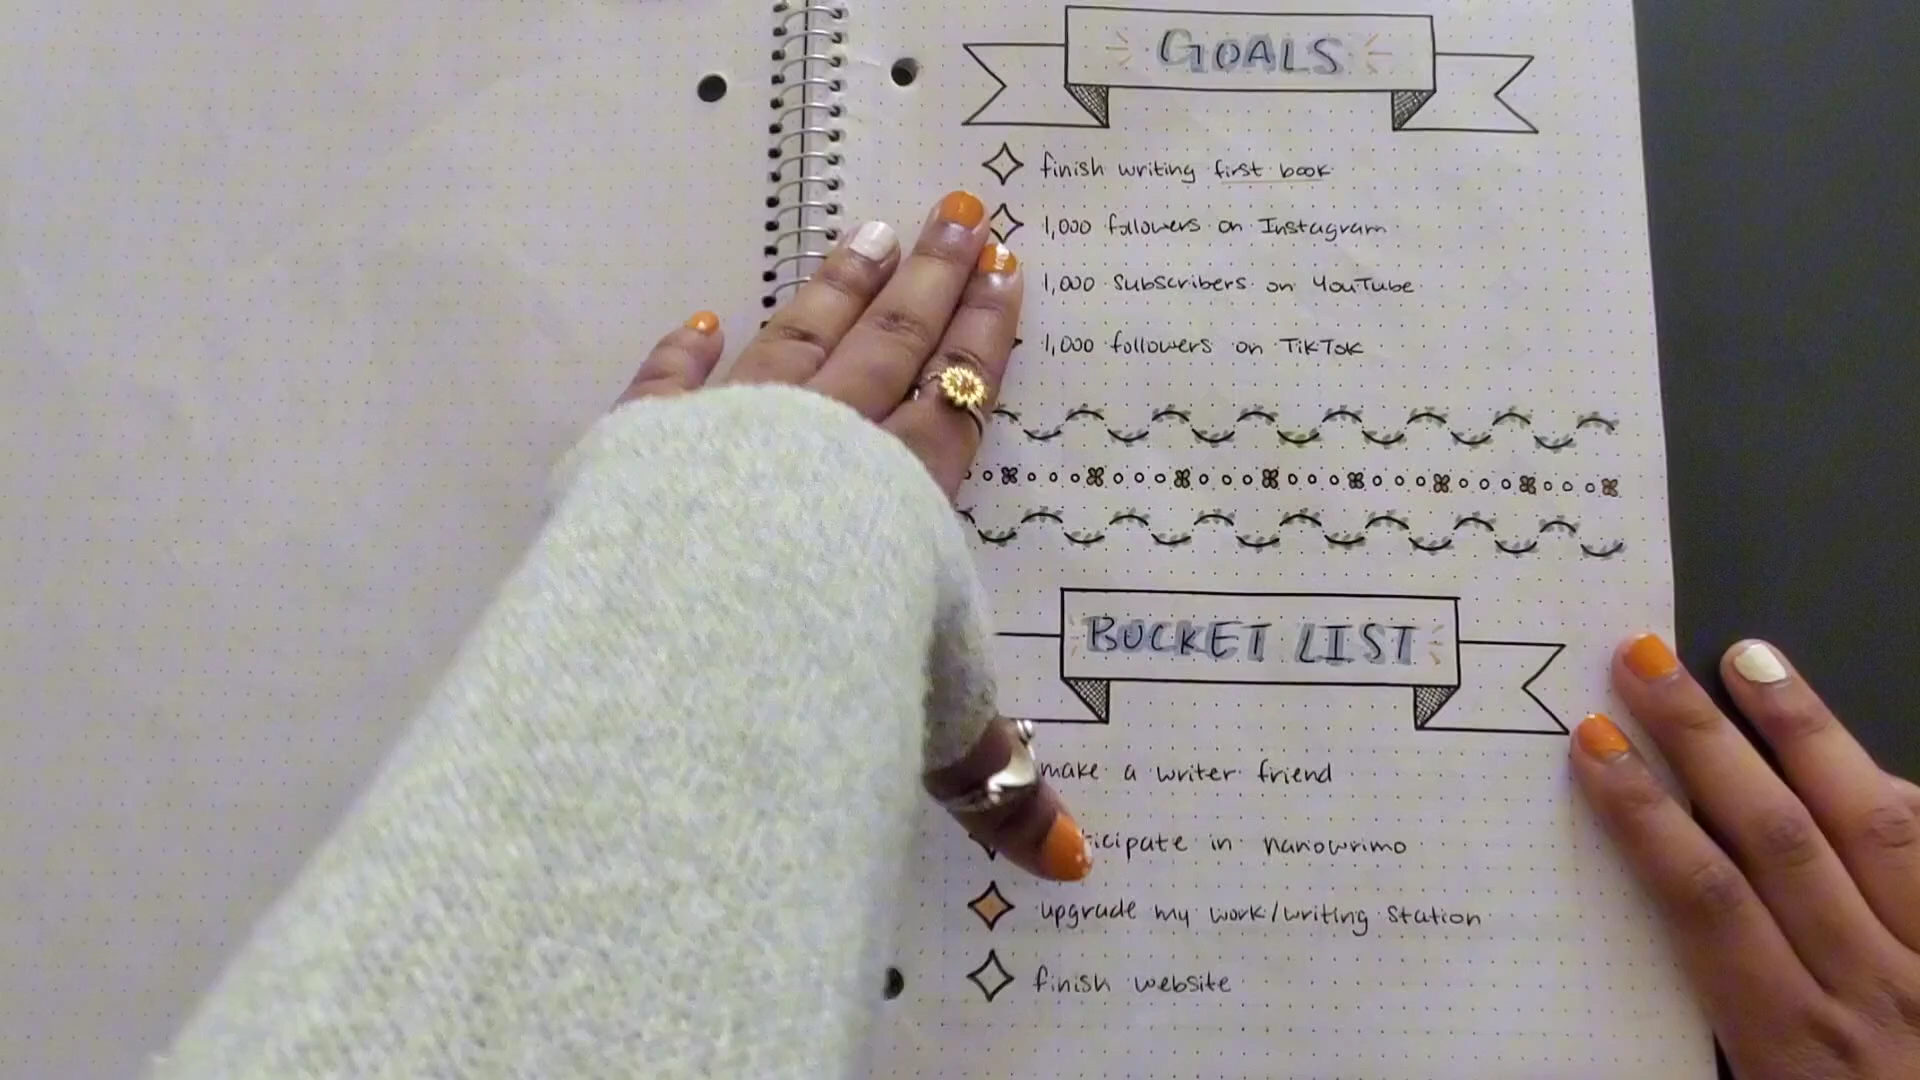 GOALS
finish writing first book
1,000 followers on Instagram
1,000 subscribers on YouTube
1,000 followers on TikTok
BUCKET LIST
make a writer friend
ticipate in nanowrimo
upgrade my work/writing station
finish website